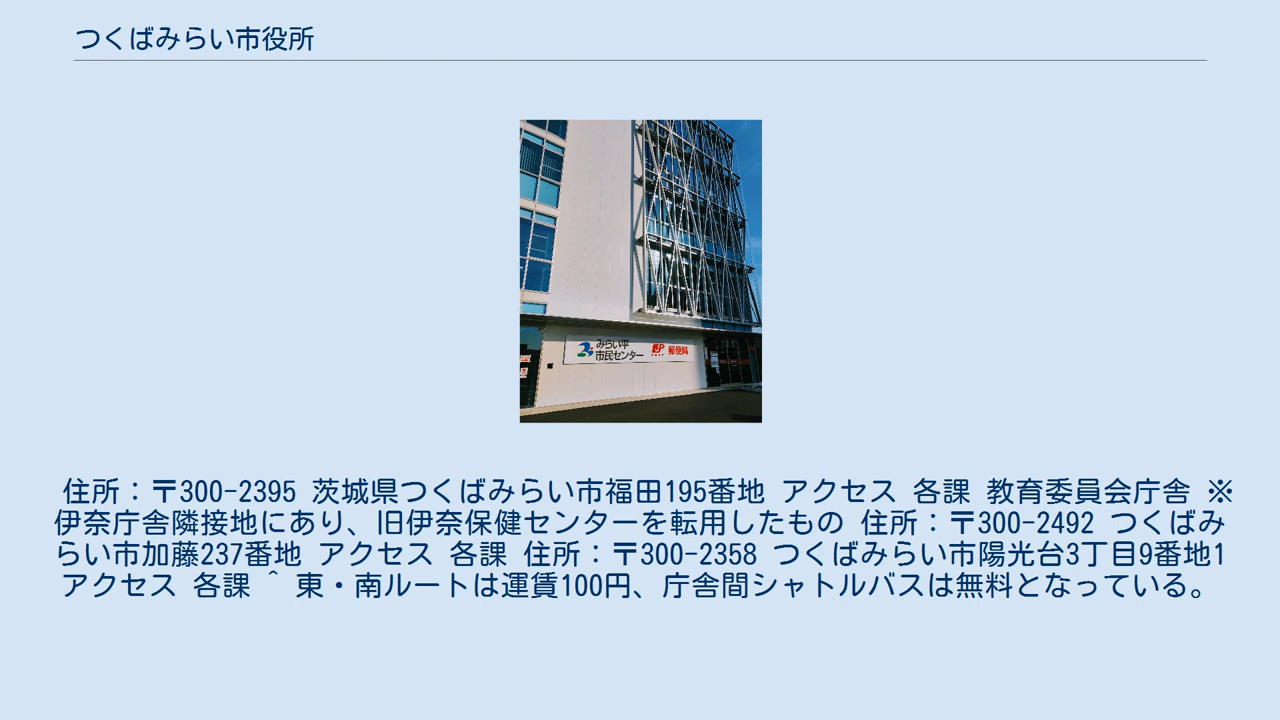 つくばみらい市役所
みらい平
市民センター
JP
郵便局
住所：〒300-2395 茨城県つくばみらい市福田195番地 アクセス 各課 教育委員会庁舎 ※
伊奈庁舎隣接地にあり、旧伊奈保健センターを転用したもの 住所：〒300-2492 つくばみ
らい市加藤237番地 アクセス 各課 住所：〒300-2358 つくばみらい市陽光台3丁目9番地1
アクセス 各課 ^ 東・南ルートは運賃100円、庁舎間シャトルバスは無料となっている。